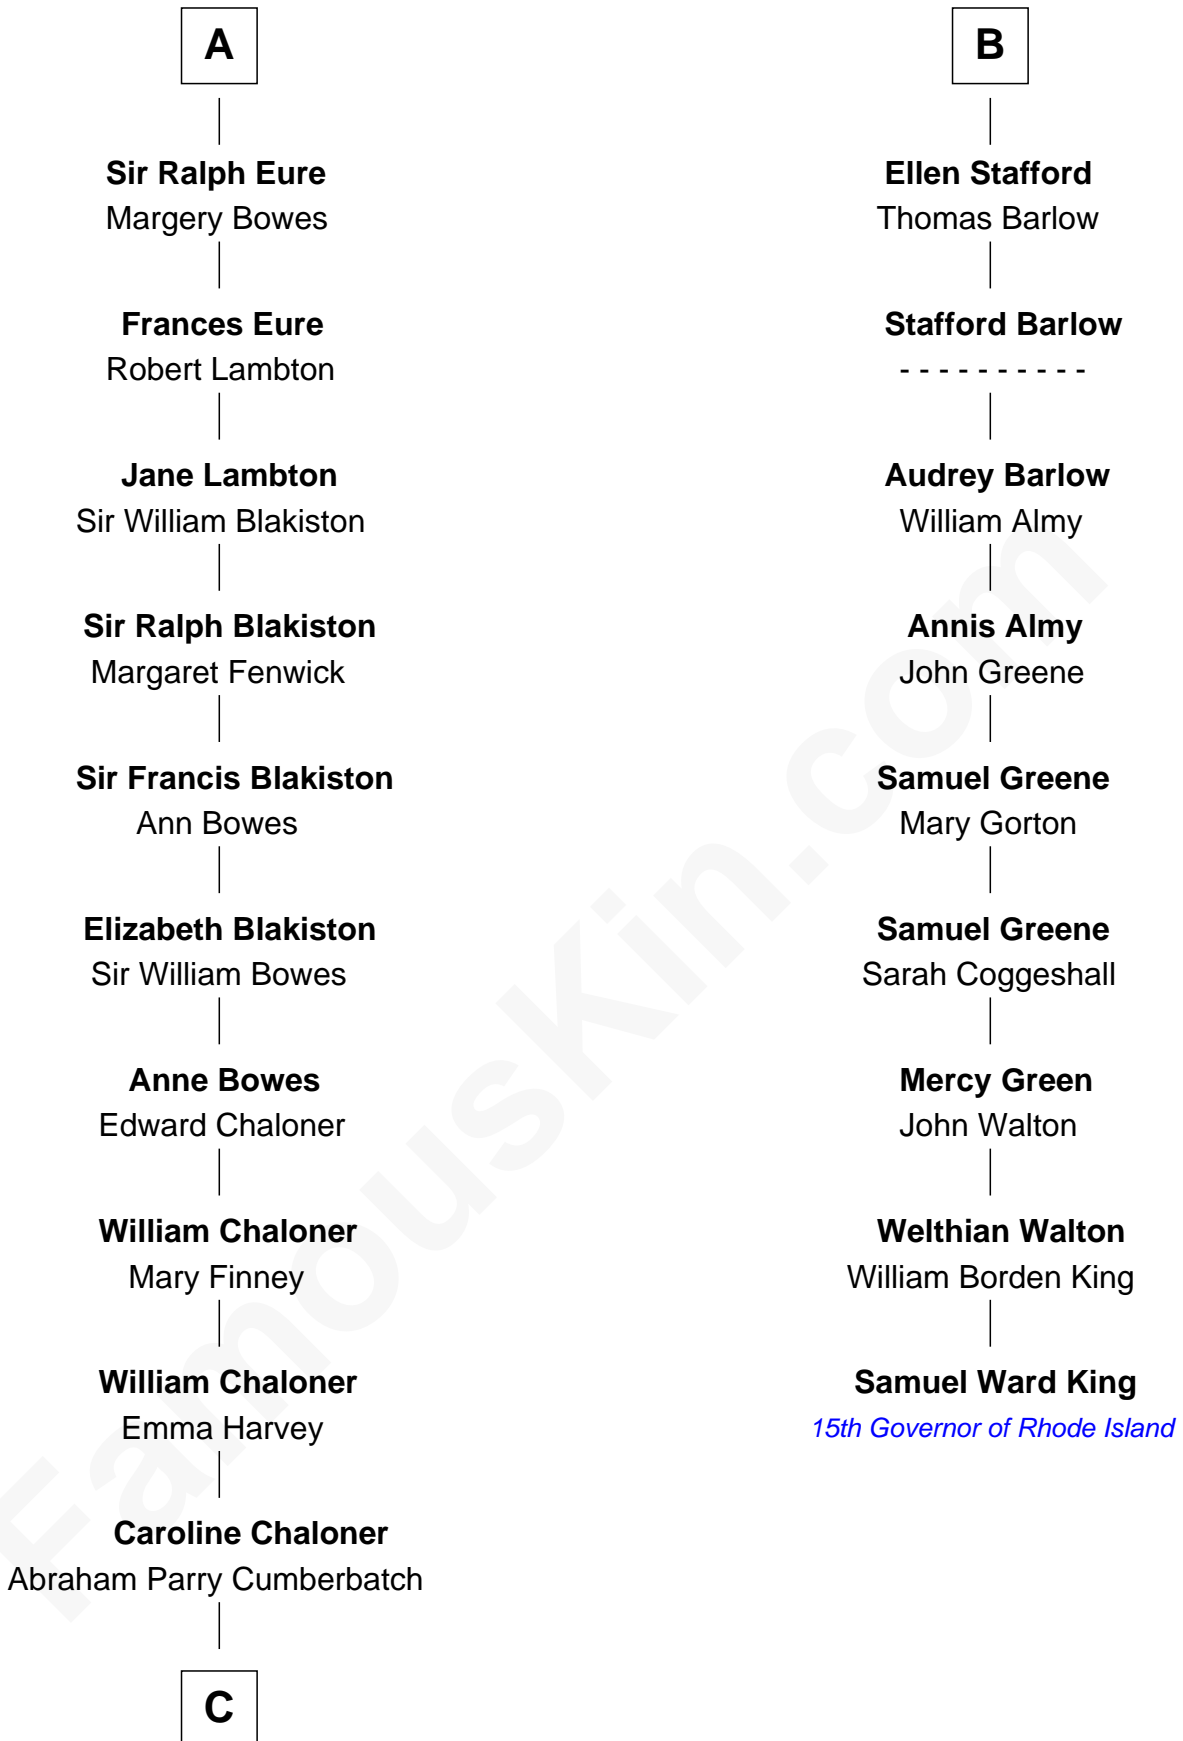 A
Sir Ralph Eure
Margery Bowes
Frances Eure
Robert Lambton
Jane Lambton
Sir William Blakiston
Sir Ralph Blakiston
Margaret Fenwick
Sir Francis Blakiston
Ann Bowes
Elizabeth Blakiston
Sir William Bowes
Anne Bowes
Edward Chaloner
William Chaloner
Mary Finney
William Chaloner
Emma Harvey
Caroline Chaloner
Abraham Parry Cumberbatch
C
B
Ellen Stafford
Thomas Barlow
Stafford Barlow
- - - - - - - - - -
Audrey Barlow
William Almy
Annis Almy
John Greene
Samuel Greene
Mary Gorton
Samuel Greene
Sarah Coggeshall
Mercy Green
John Walton
Welthian Walton
William Borden King
Samuel Ward King
15th Governor of Rhode Island
FamousKin.com